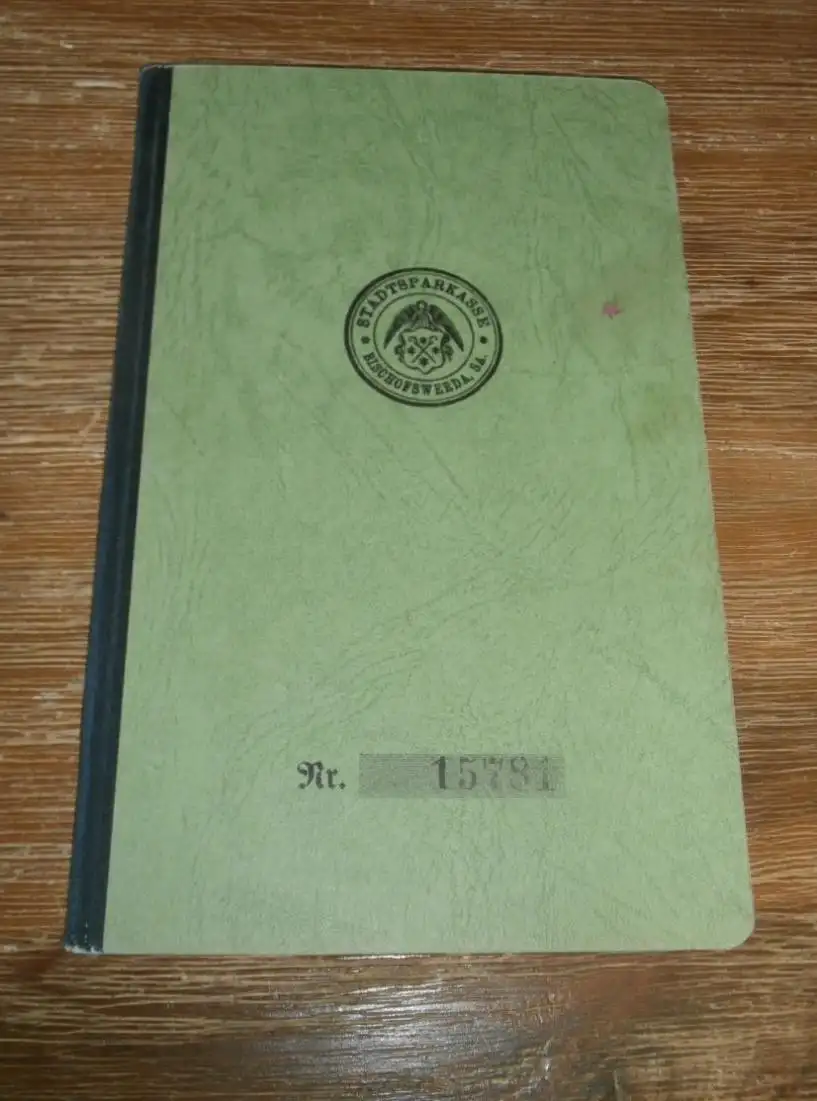 STADTSPARKASSE
BISCHOFSWERDA, SA.
Nr. 15781